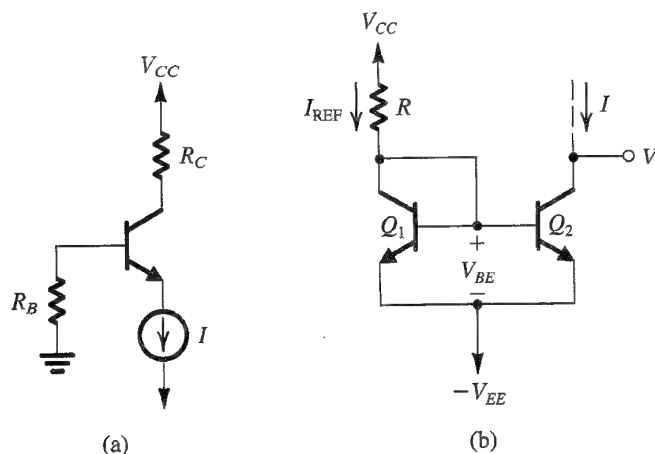 V_CC
R_C
R_B
I
(a)
V_CC
I_REF
R
I
V
Q_1
Q_2
+
V_BE
−
−V_EE
(b)